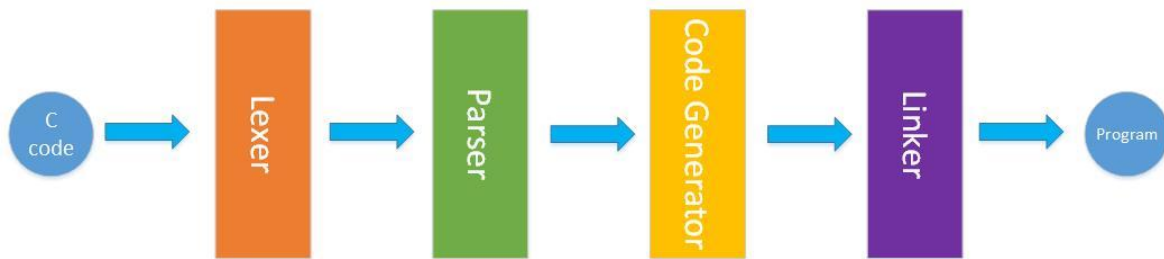 C
code
Lexer
Parser
Code Generator
Linker
Program